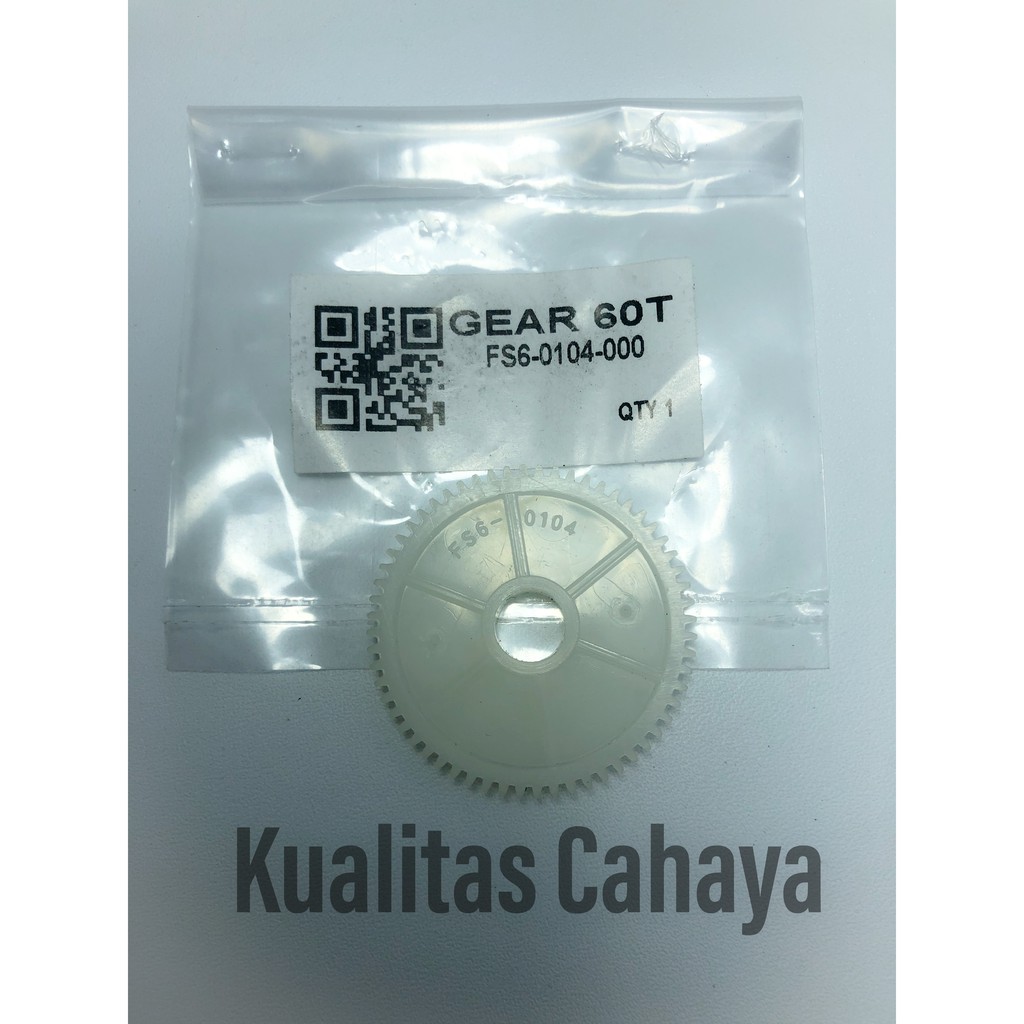 GEAR 60T
FS6-0104-000
QTY 1
FS6-0104
Kualitas Cahaya